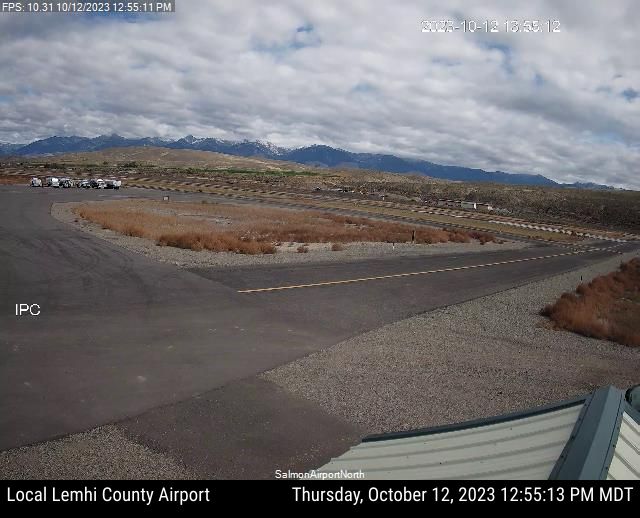 FPS: 10.31 10/12/2023 12:55:11 PM
2023-10-12 13:55:12
IPC
SalmonAirportNorth
Local Lemhi County Airport Thursday, October 12, 2023 12:55:13 PM MDT